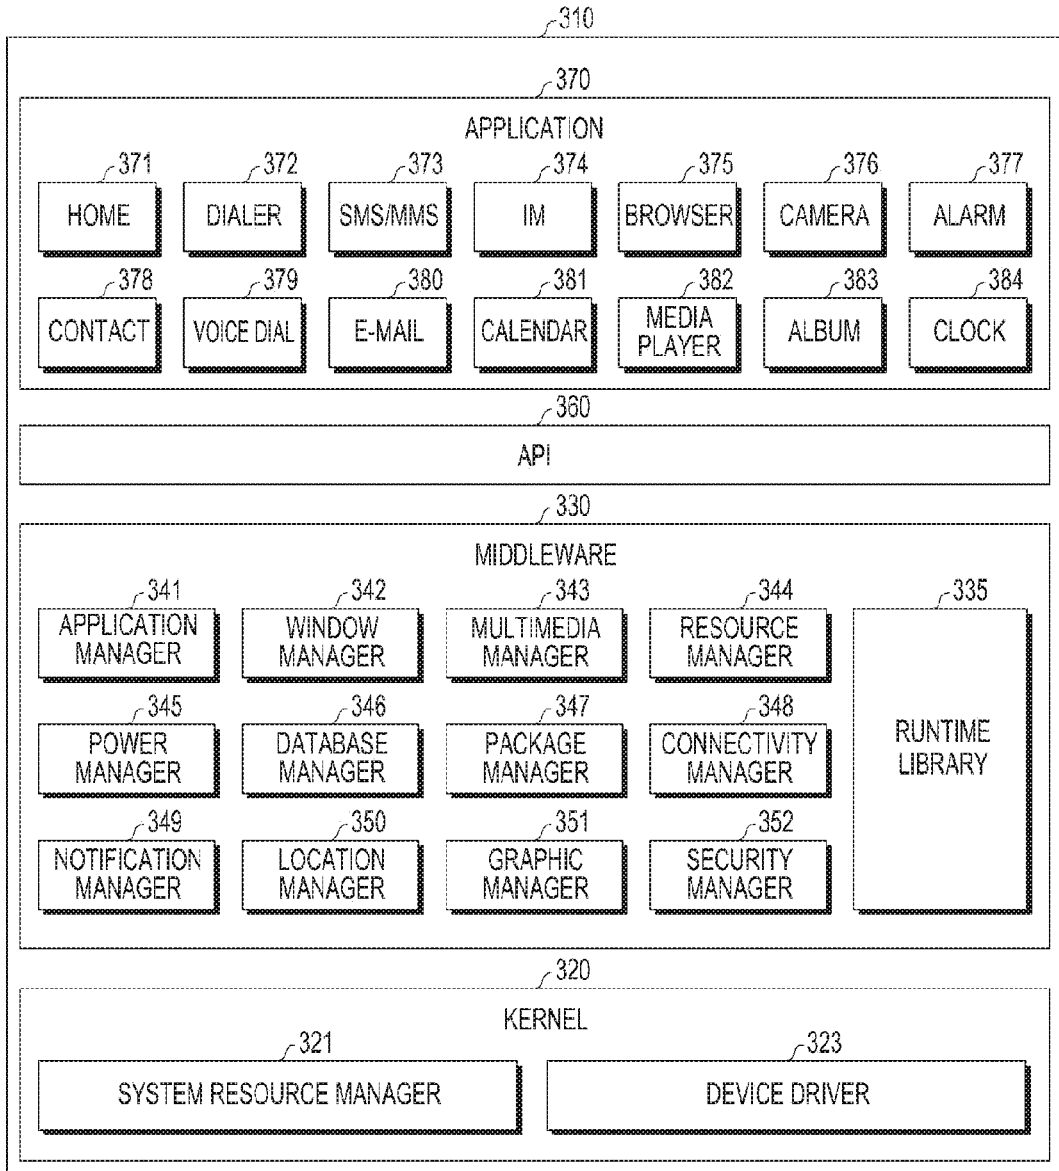 310
370
APPLICATION
371 372 373 374 375 376 377
HOME DIALER SMS/MMS IM BROWSER CAMERA ALARM
378 379 380 381 382 383 384
CONTACT VOICE DIAL E-MAIL CALENDAR MEDIA PLAYER ALBUM CLOCK
360
API
330
MIDDLEWARE
341 342 343 344 335
APPLICATION MANAGER
WINDOW MANAGER
MULTIMEDIA MANAGER
RESOURCE MANAGER
345 346 347 348
POWER MANAGER
DATABASE MANAGER
PACKAGE MANAGER
CONNECTIVITY MANAGER
RUNTIME LIBRARY
349 350 351 352
NOTIFICATION MANAGER
LOCATION MANAGER
GRAPHIC MANAGER
SECURITY MANAGER
320
KERNEL
321 323
SYSTEM RESOURCE MANAGER DEVICE DRIVER